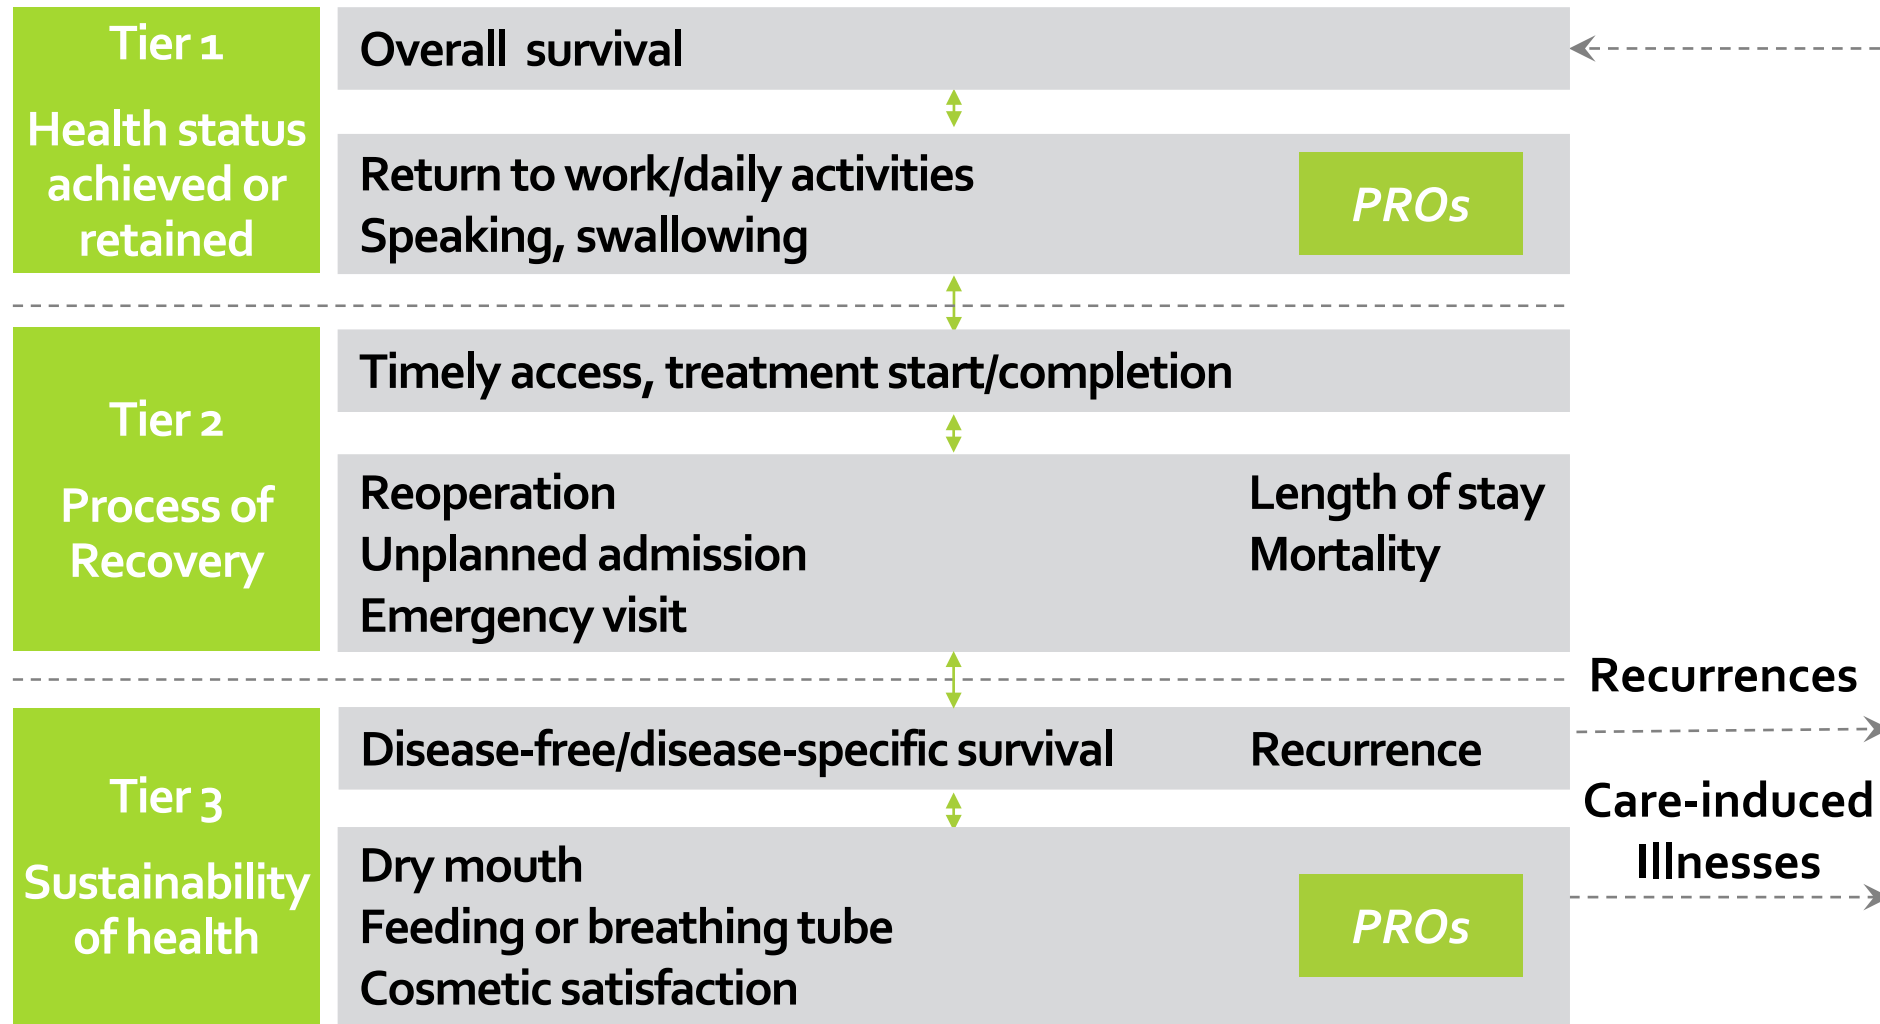 Tier 1
Health status
achieved or
retained
Overall survival
Return to work/daily activities
Speaking, swallowing
PROs
Tier 2
Process of
Recovery
Timely access, treatment start/completion
Reoperation
Unplanned admission
Emergency visit
Length of stay
Mortality
Tier 3
Sustainability
of health
Disease-free/disease-specific survival
Recurrence
Dry mouth
Feeding or breathing tube
Cosmetic satisfaction
PROs
Recurrences
Care-induced
Illnesses